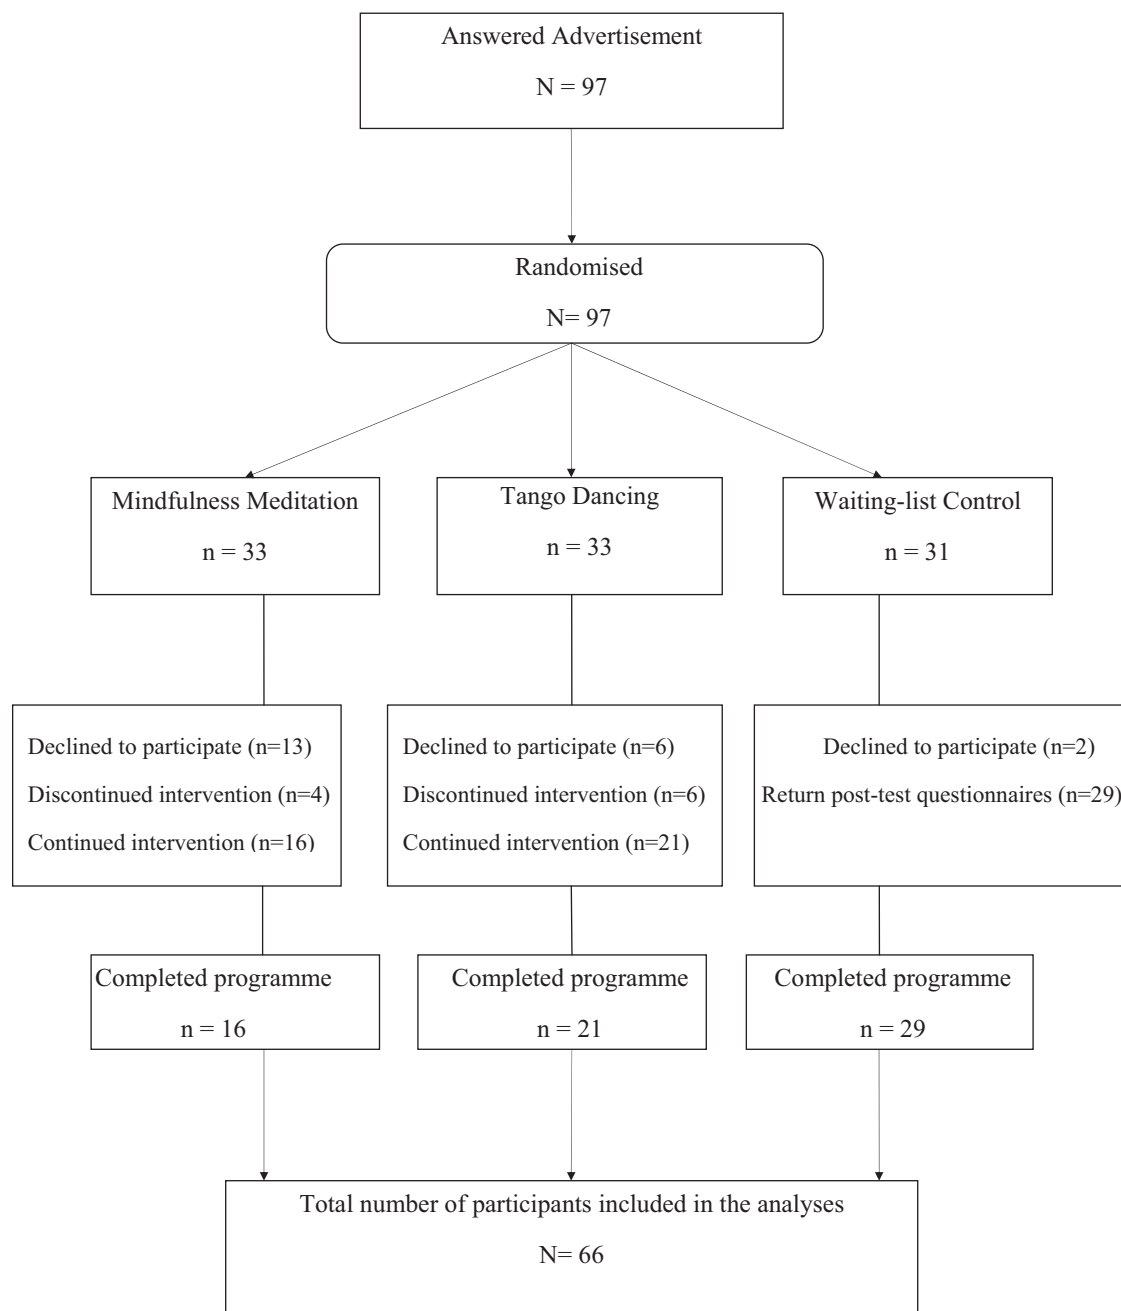 Answered Advertisement
N = 97
Randomised
N= 97
Mindfulness Meditation
n = 33
Tango Dancing
n = 33
Waiting-list Control
n = 31
Declined to participate (n=13)
Discontinued intervention (n=4)
Continued intervention (n=16)
Declined to participate (n=6)
Discontinued intervention (n=6)
Continued intervention (n=21)
Declined to participate (n=2)
Return post-test questionnaires (n=29)
Completed programme
n = 16
Completed programme
n = 21
Completed programme
n = 29
Total number of participants included in the analyses
N= 66